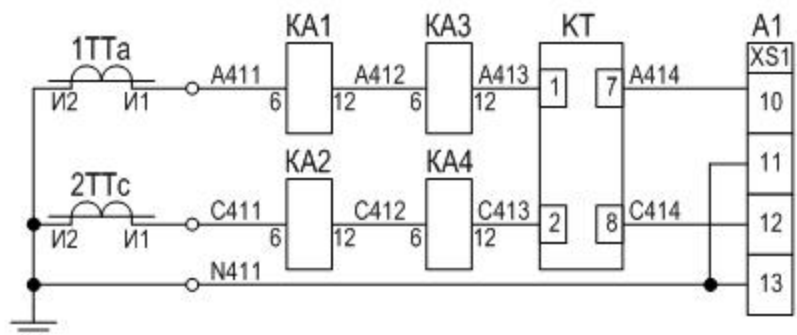 КА1 КА3 КТ А1
1ТТа XS1
А411 А412 А413 1 7 А414 10
И2 И1 6 12 6 12
11
2ТТс КА2 КА4
С411 С412 С413 2 8 С414 12
И2 И1 6 12 6 12
N411 13